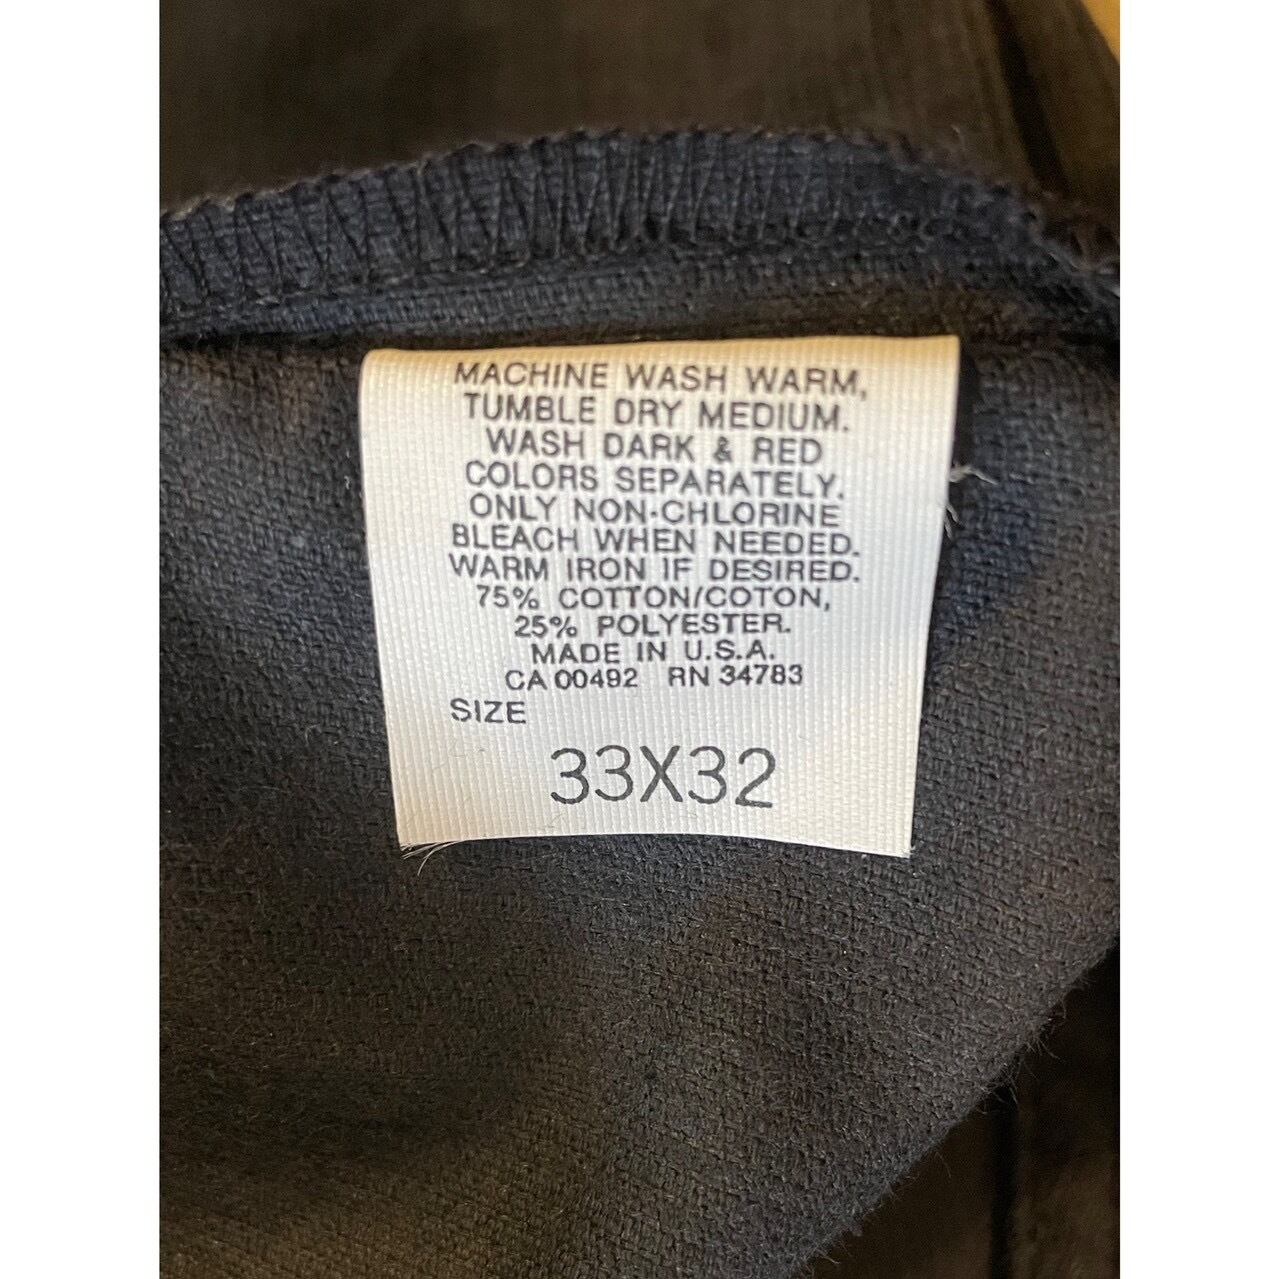 MACHINE WASH WARM,
TUMBLE DRY MEDIUM.
WASH DARK & RED
COLORS SEPARATELY.
ONLY NON-CHLORINE
BLEACH WHEN NEEDED.
WARM IRON IF DESIRED.
75% COTTON/COTON,
25% POLYESTER.
MADE IN U.S.A.
CA 00492 RN 34783
SIZE
33X32